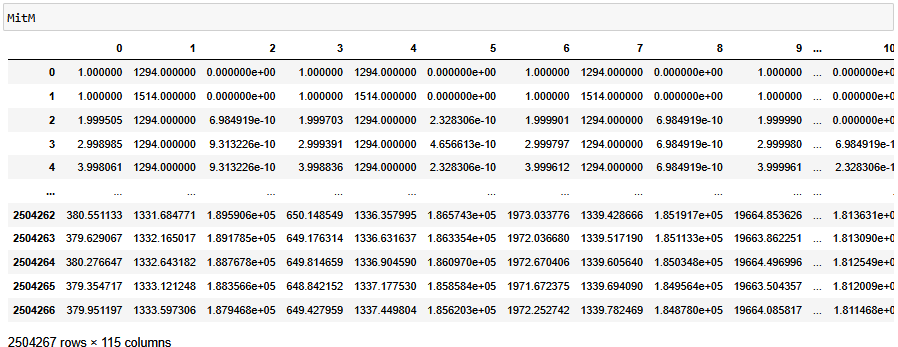 MitM
0 1 2 3 4 5 6 7 8 9 ... 10
0 1.000000 1294.000000 0.000000e+00 1.000000 1294.000000 0.000000e+00 1.000000 1294.000000 0.000000e+00 1.000000 ... 0.000000e+0
1 1.000000 1514.000000 0.000000e+00 1.000000 1514.000000 0.000000e+00 1.000000 1514.000000 0.000000e+00 1.000000 ... 0.000000e+0
2 1.999505 1294.000000 6.984919e-10 1.999703 1294.000000 2.328306e-10 1.999901 1294.000000 6.984919e-10 1.999990 ... 0.000000e+0
3 2.998985 1294.000000 9.313226e-10 2.999391 1294.000000 4.656613e-10 2.999797 1294.000000 6.984919e-10 2.999980 ... 6.984919e-1
4 3.998061 1294.000000 9.313226e-10 3.998836 1294.000000 2.328306e-10 3.999612 1294.000000 6.984919e-10 3.999961 ... 2.328306e-1
... ... ... ... ... ... ... ... ... ... ... ...
2504262 380.551133 1331.684771 1.895906e+05 650.148549 1336.357995 1.865743e+05 1973.033776 1339.428666 1.851917e+05 19664.853626 ... 1.813631e+0
2504263 379.629067 1332.165017 1.891785e+05 649.176314 1336.631637 1.863354e+05 1972.036680 1339.517190 1.851133e+05 19663.862251 ... 1.813090e+0
2504264 380.276647 1332.643182 1.887678e+05 649.814659 1336.904590 1.860970e+05 1972.670406 1339.605640 1.850348e+05 19664.496996 ... 1.812549e+0
2504265 379.354717 1333.121248 1.883566e+05 648.842152 1337.177530 1.858584e+05 1971.672375 1339.694090 1.849564e+05 19663.504357 ... 1.812009e+0
2504266 379.951197 1333.597306 1.879468e+05 649.427959 1337.449804 1.856203e+05 1972.252742 1339.782469 1.848780e+05 19664.085817 ... 1.811468e+0
2504267 rows × 115 columns